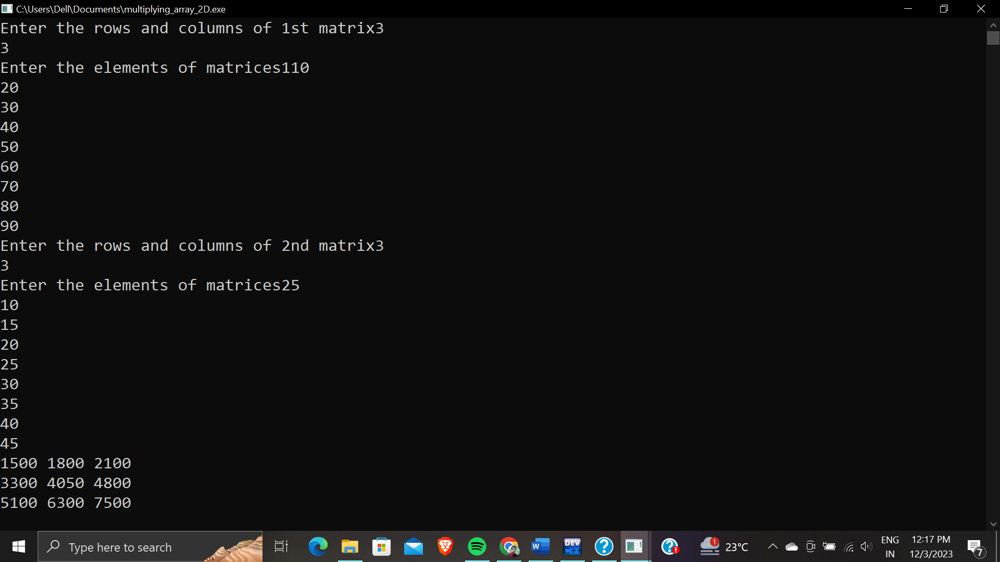 C:\Users\Dell\Documents\multiplying_array_2D.exe
Enter the rows and columns of 1st matrix3
3
Enter the elements of matrices110
20
30
40
50
60
70
80
90
Enter the rows and columns of 2nd matrix3
3
Enter the elements of matrices25
10
15
20
25
30
35
40
45
1500 1800 2100
3300 4050 4800
5100 6300 7500
Type here to search
W
DEV
C++
?
?
!
1
23°C
ENG
IN
12:17 PM
12/3/2023
7